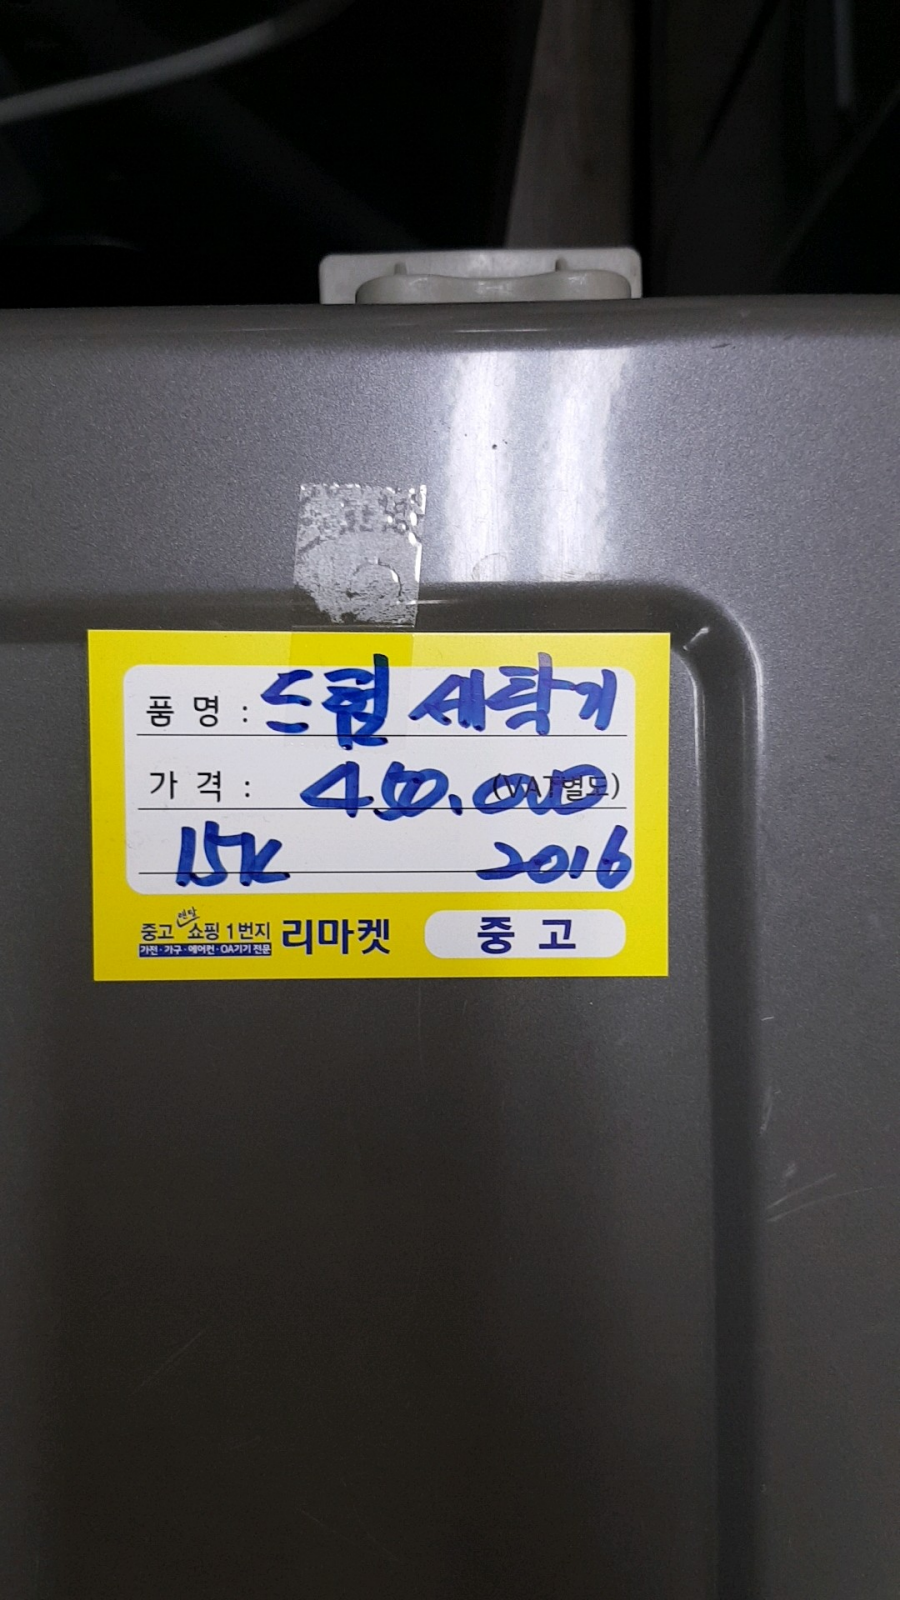 품 명 : 드럼 세탁기
가 격 : 450.000 (VAT별도)
15K 2016
중고 렌탈 쇼핑 1번지 리마켓 중 고
가전·가구·에어컨·OA기기 전문